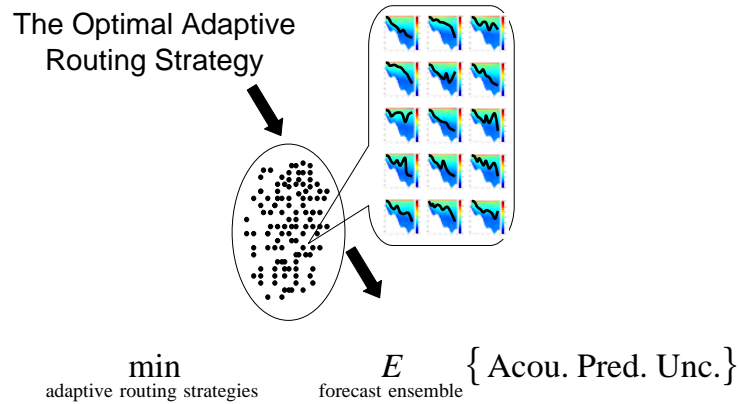 The Optimal Adaptive
Routing Strategy
min E { Acou. Pred. Unc.}
adaptive routing strategies forecast ensemble